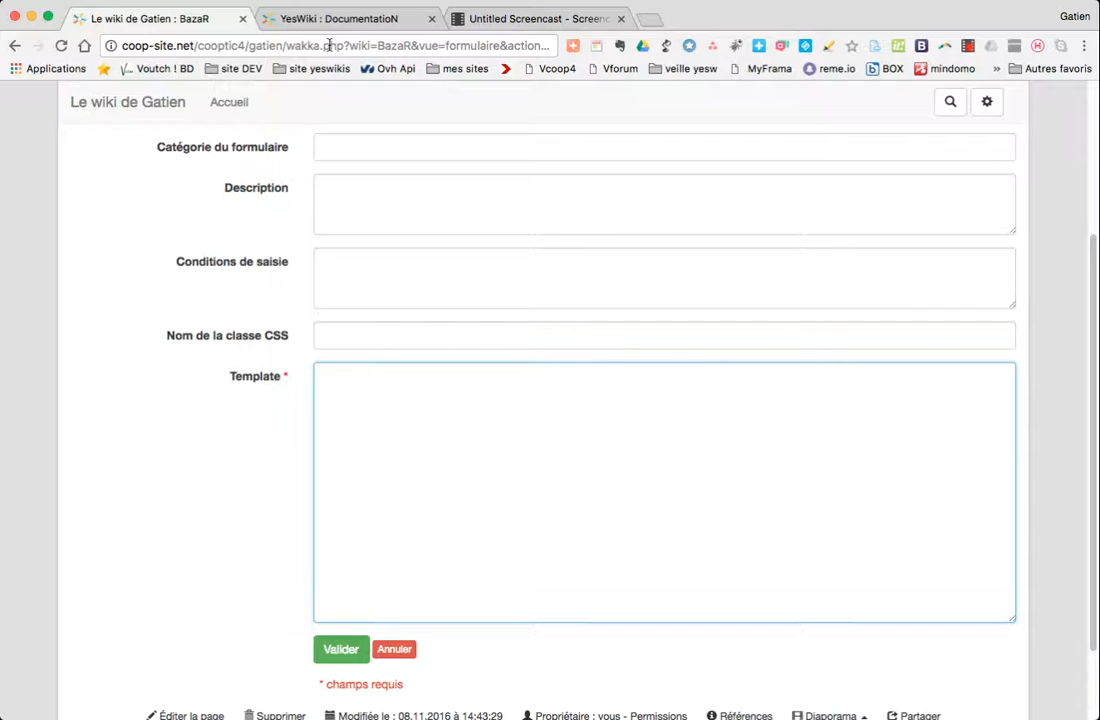 Le wiki de Gatien : BazaR
YesWiki : DocumentatioN
Untitled Screencast - Screenc
Gatien
coop-site.net/cooptic4/gatien/wakka.php?wiki=BazaR&vue=formulaire&action...
Applications
Voutch ! BD
site DEV
site yeswikis
Ovh Api
mes sites
Vcoop4
Vforum
veille yesw
MyFrama
reme.io
BOX
mindomo
»
Autres favoris
Le wiki de Gatien
Accueil
Catégorie du formulaire
Description
Conditions de saisie
Nom de la classe CSS
Template *
Valider
Annuler
* champs requis
Éditer la page
Supprimer
Modifiée le : 08.11.2016 à 14:43:29
Propriétaire : vous - Permissions
Références
Diaporama
Partager